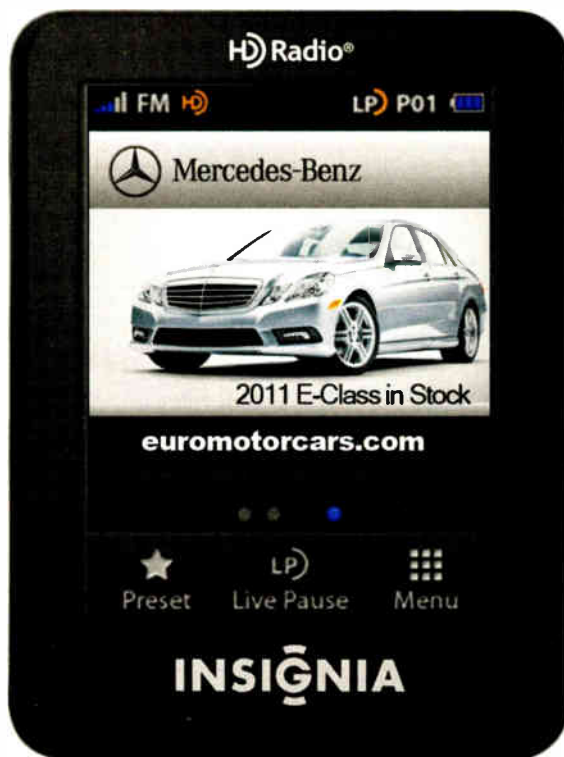 HD Radio®
FM HD LP P01
Mercedes-Benz
2011 E-Class in Stock
euromotorcars.com
LP
Preset Live Pause Menu
INSIGNIA